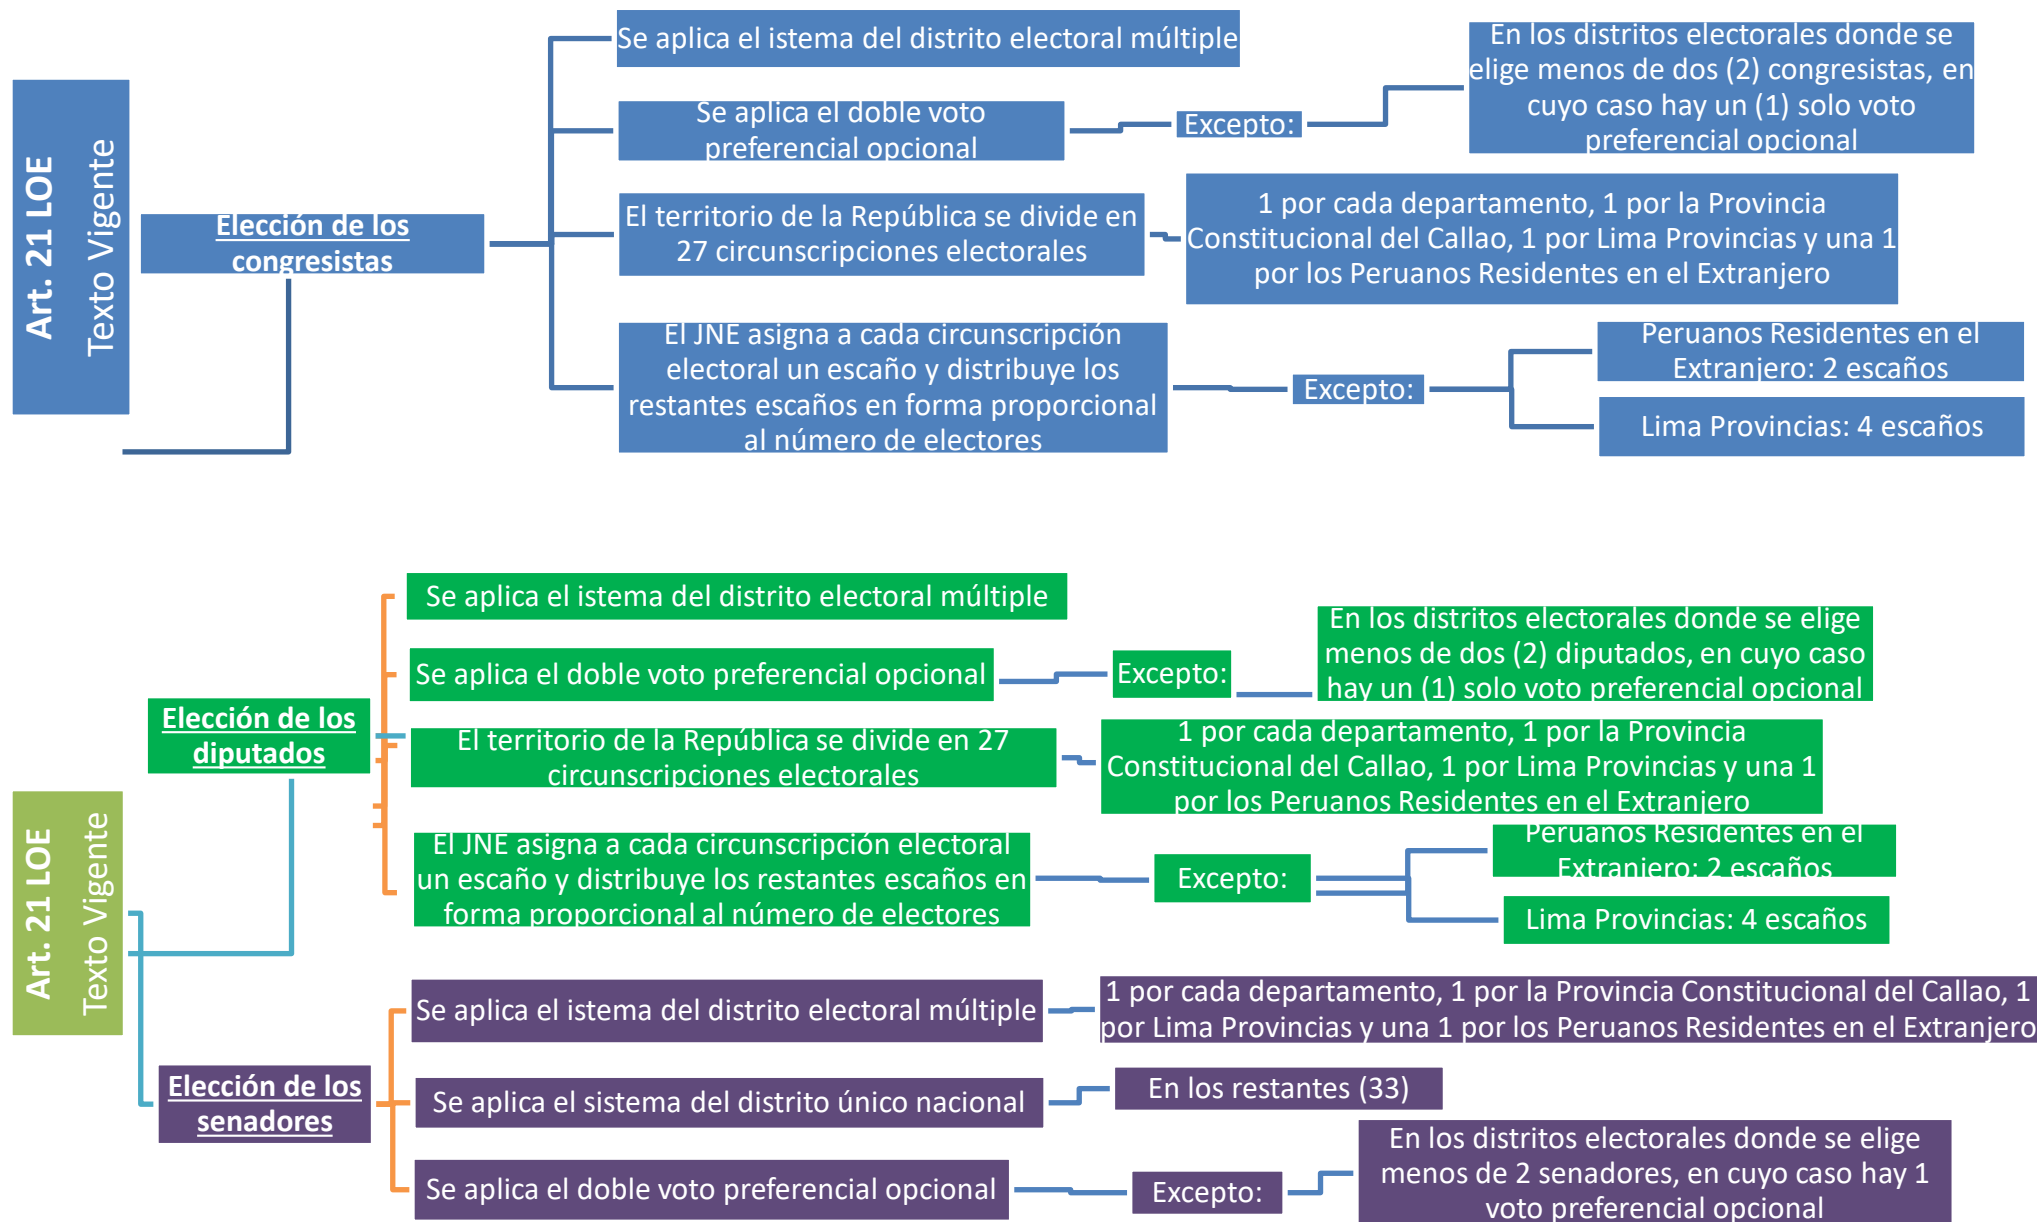 Art. 21 LOE
Texto Vigente
Elección de los
congresistas
Se aplica el istema del distrito electoral múltiple
Se aplica el doble voto
preferencial opcional
Excepto:
En los distritos electorales donde se
elige menos de dos (2) congresistas, en
cuyo caso hay un (1) solo voto
preferencial opcional
El territorio de la República se divide en
27 circunscripciones electorales
1 por cada departamento, 1 por la Provincia
Constitucional del Callao, 1 por Lima Provincias y una 1
por los Peruanos Residentes en el Extranjero
El JNE asigna a cada circunscripción
electoral un escaño y distribuye los
restantes escaños en forma proporcional
al número de electores
Excepto:
Peruanos Residentes en el
Extranjero: 2 escaños
Lima Provincias: 4 escaños
Art. 21 LOE
Texto Vigente
Elección de los
diputados
Se aplica el istema del distrito electoral múltiple
Se aplica el doble voto preferencial opcional
Excepto:
En los distritos electorales donde se elige
menos de dos (2) diputados, en cuyo caso
hay un (1) solo voto preferencial opcional
El territorio de la República se divide en 27
circunscripciones electorales
1 por cada departamento, 1 por la Provincia
Constitucional del Callao, 1 por Lima Provincias y una 1
por los Peruanos Residentes en el Extranjero
El JNE asigna a cada circunscripción electoral
un escaño y distribuye los restantes escaños en
forma proporcional al número de electores
Excepto:
Peruanos Residentes en el
Extranjero: 2 escaños
Lima Provincias: 4 escaños
Elección de los
senadores
Se aplica el istema del distrito electoral múltiple
1 por cada departamento, 1 por la Provincia Constitucional del Callao, 1
por Lima Provincias y una 1 por los Peruanos Residentes en el Extranjero
Se aplica el sistema del distrito único nacional
En los restantes (33)
Se aplica el doble voto preferencial opcional
Excepto:
En los distritos electorales donde se elige
menos de 2 senadores, en cuyo caso hay 1
voto preferencial opcional